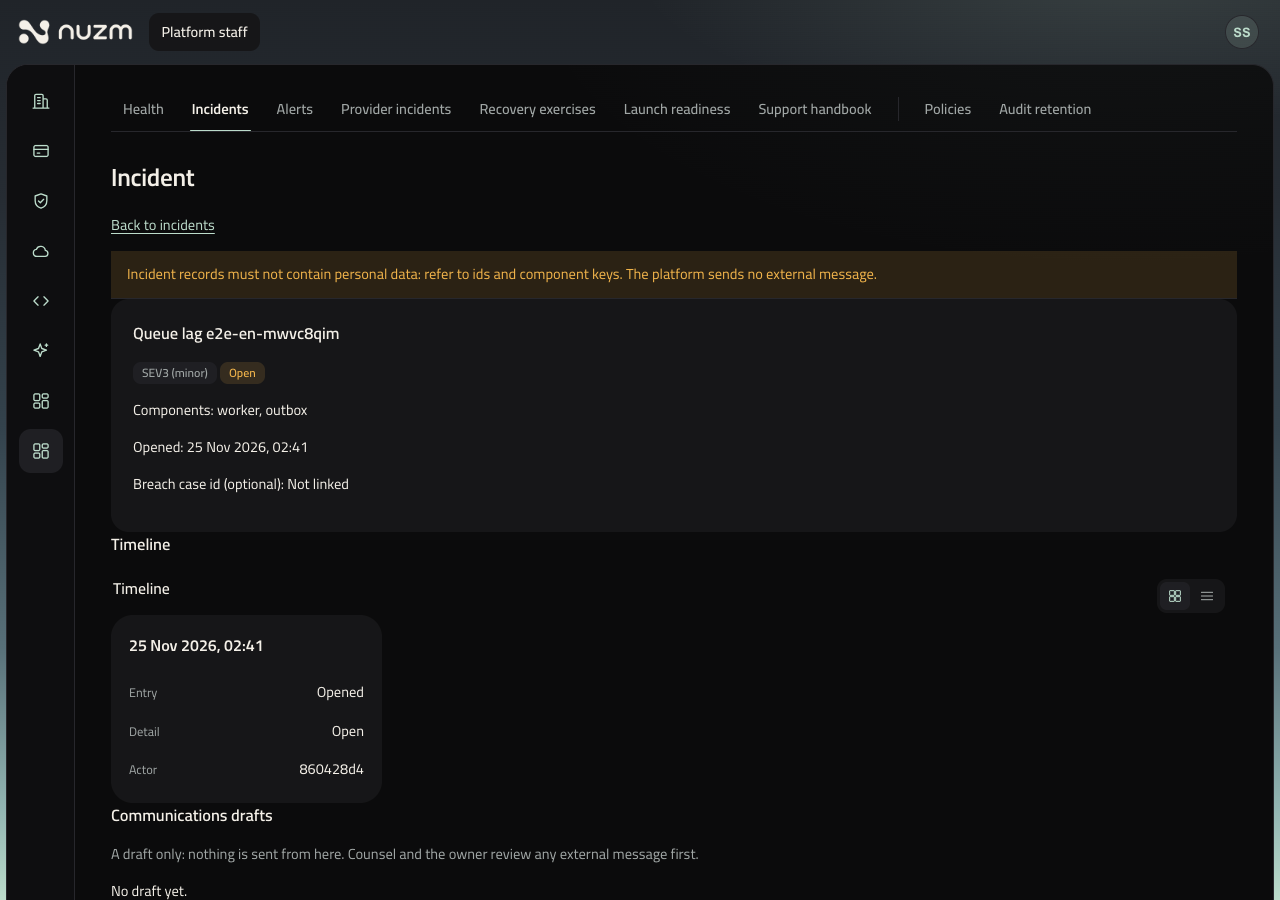 nuzm
Platform staff
SS
Health
Incidents
Alerts
Provider incidents
Recovery exercises
Launch readiness
Support handbook
Policies
Audit retention
Incident
Back to incidents
Incident records must not contain personal data: refer to ids and component keys. The platform sends no external message.
Queue lag e2e-en-mwvc8qim
SEV3 (minor)
Open
Components: worker, outbox
Opened: 25 Nov 2026, 02:41
Breach case id (optional): Not linked
Timeline
Timeline
25 Nov 2026, 02:41
Entry Opened
Detail Open
Actor 860428d4
Communications drafts
A draft only: nothing is sent from here. Counsel and the owner review any external message first.
No draft yet.